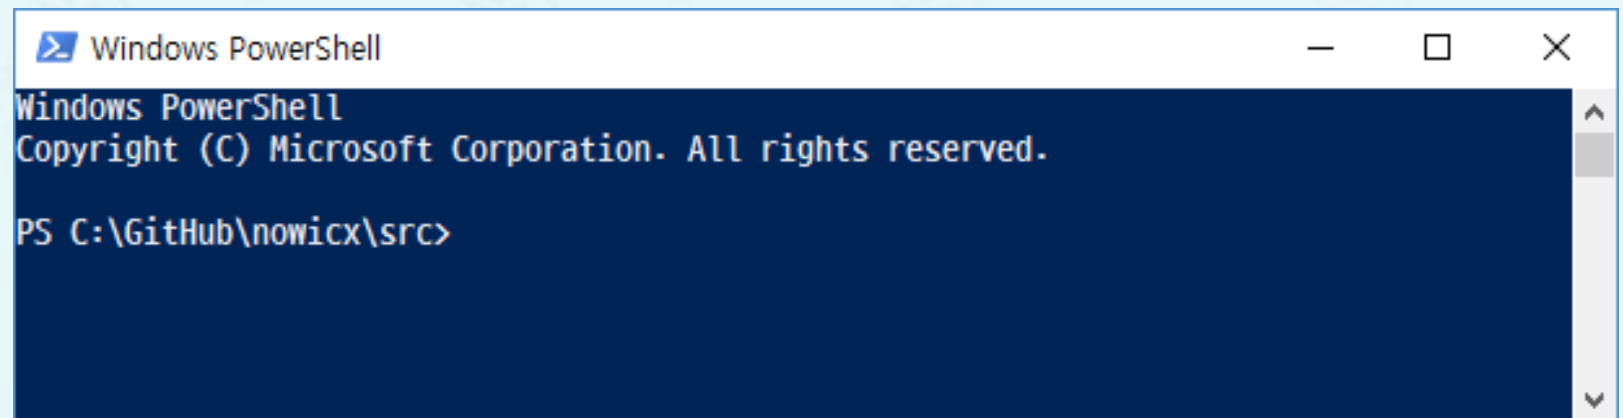 Windows PowerShell
Windows PowerShell
Copyright (C) Microsoft Corporation. All rights reserved.
PS C:\GitHub\nowicx\src>